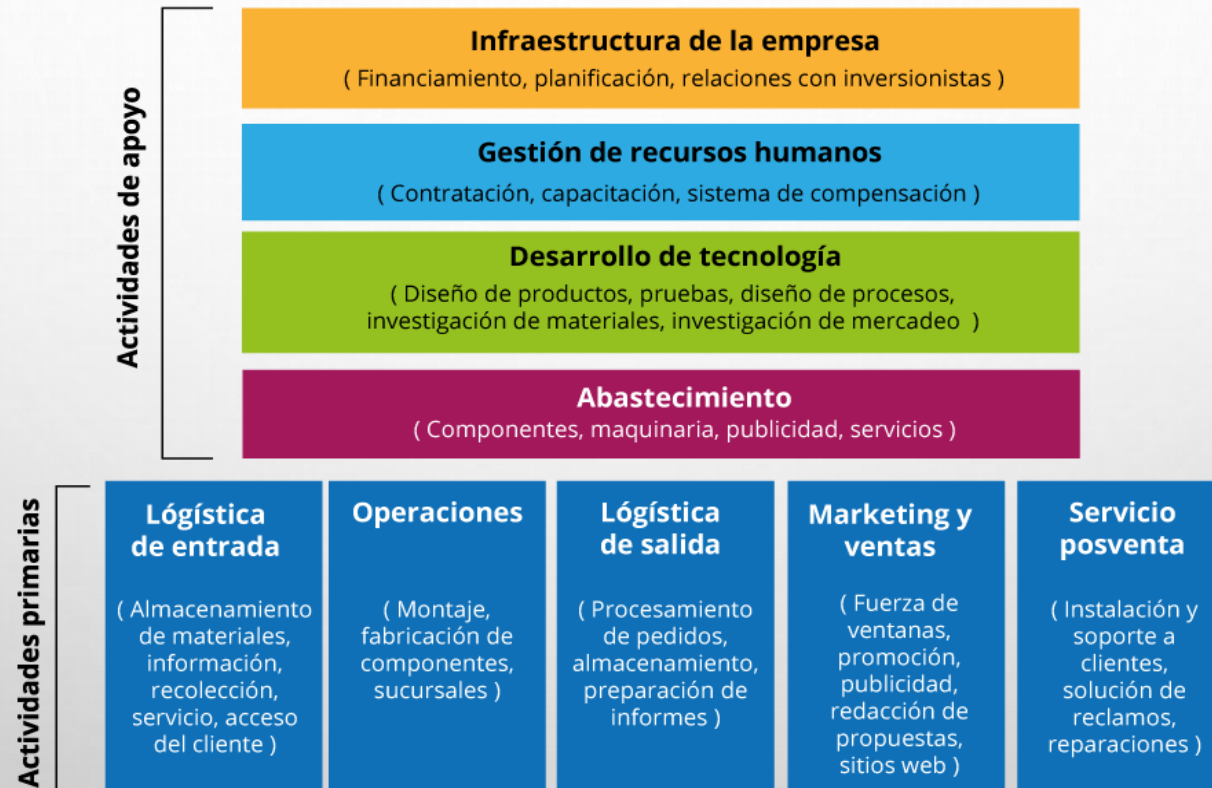 Actividades de apoyo
Infraestructura de la empresa
( Financiamiento, planificación, relaciones con inversionistas )
Gestión de recursos humanos
( Contratación, capacitación, sistema de compensación )
Desarrollo de tecnología
( Diseño de productos, pruebas, diseño de procesos,
investigación de materiales, investigación de mercadeo )
Abastecimiento
( Componentes, maquinaria, publicidad, servicios )
Actividades primarias
Lógística
de entrada
( Almacenamiento
de materiales,
información,
recolección,
servicio, acceso
del cliente )
Operaciones
( Montaje,
fabricación de
componentes,
sucursales )
Lógística
de salida
( Procesamiento
de pedidos,
almacenamiento,
preparación de
informes )
Marketing y
ventas
( Fuerza de
ventanas,
promoción,
publicidad,
redacción de
propuestas,
sitios web )
Servicio
posventa
( Instalación y
soporte a
clientes,
solución de
reclamos,
reparaciones )